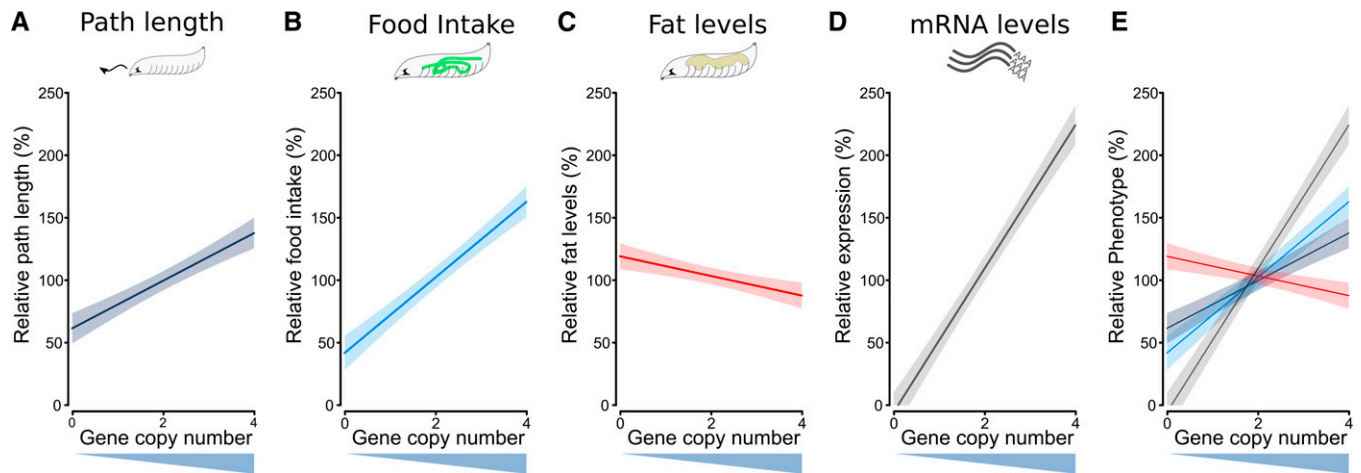 A Path length
Relative path length (%)
250
200
150
100
50
0
0 2 4
Gene copy number
B Food Intake
Relative food intake (%)
250
200
150
100
50
0
0 2 4
Gene copy number
C Fat levels
Relative fat levels (%)
250
200
150
100
50
0
0 2 4
Gene copy number
D mRNA levels
Relative expression (%)
250
200
150
100
50
0
0 2 4
Gene copy number
E
Relative Phenotype (%)
250
200
150
100
50
0
0 2 4
Gene copy number